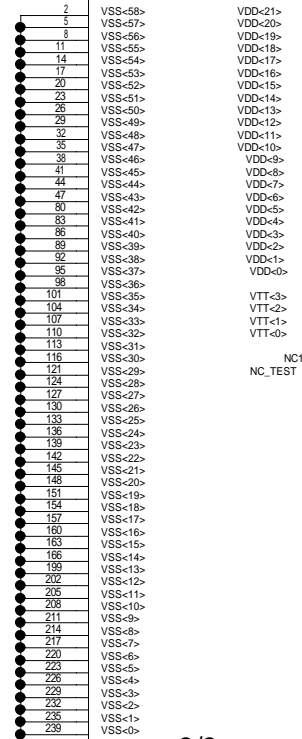 2 VSS<58> VDD<21>
5 VSS<57> VDD<20>
8 VSS<56> VDD<19>
11 VSS<55> VDD<18>
14 VSS<54> VDD<17>
17 VSS<53> VDD<16>
20 VSS<52> VDD<15>
23 VSS<51> VDD<14>
26 VSS<50> VDD<13>
29 VSS<49> VDD<12>
32 VSS<48> VDD<11>
35 VSS<47> VDD<10>
38 VSS<46> VDD<9>
41 VSS<45> VDD<8>
44 VSS<44> VDD<7>
47 VSS<43> VDD<6>
80 VSS<42> VDD<5>
83 VSS<41> VDD<4>
86 VSS<40> VDD<3>
89 VSS<39> VDD<2>
92 VSS<38> VDD<1>
95 VSS<37> VDD<0>
98 VSS<36>
101 VSS<35> VTT<3>
104 VSS<34> VTT<2>
107 VSS<33> VTT<1>
110 VSS<32> VTT<0>
113 VSS<31>
116 VSS<30> NC1
121 VSS<29> NC_TEST
124 VSS<28>
127 VSS<27>
130 VSS<26>
133 VSS<25>
136 VSS<24>
139 VSS<23>
142 VSS<22>
145 VSS<21>
148 VSS<20>
151 VSS<19>
154 VSS<18>
157 VSS<17>
160 VSS<16>
163 VSS<15>
166 VSS<14>
199 VSS<13>
202 VSS<12>
205 VSS<11>
208 VSS<10>
211 VSS<9>
214 VSS<8>
217 VSS<7>
220 VSS<6>
223 VSS<5>
226 VSS<4>
229 VSS<3>
232 VSS<2>
235 VSS<1>
239 VSS<0>